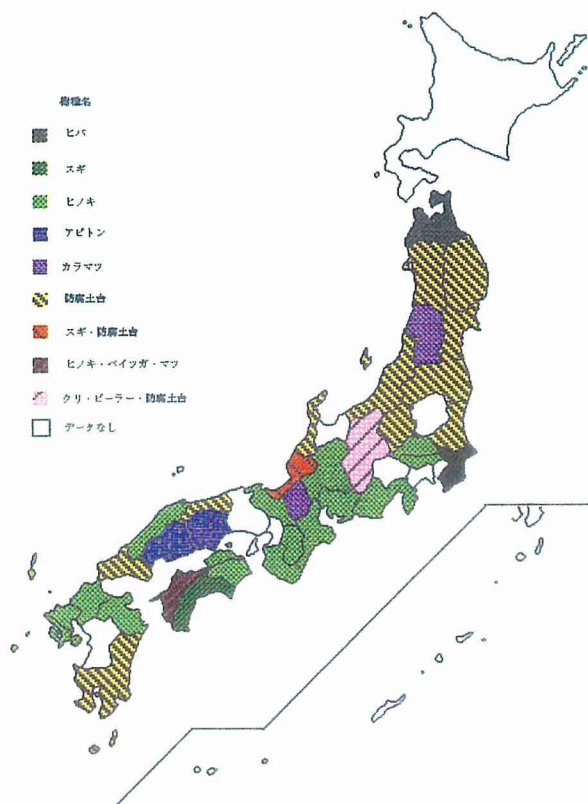 樹種名
ヒバ
スギ
ヒノキ
アピトン
カラマツ
防腐土台
スギ・防腐土台
ヒノキ・ベイツガ・マツ
クリ・ピーラー・防腐土台
データなし